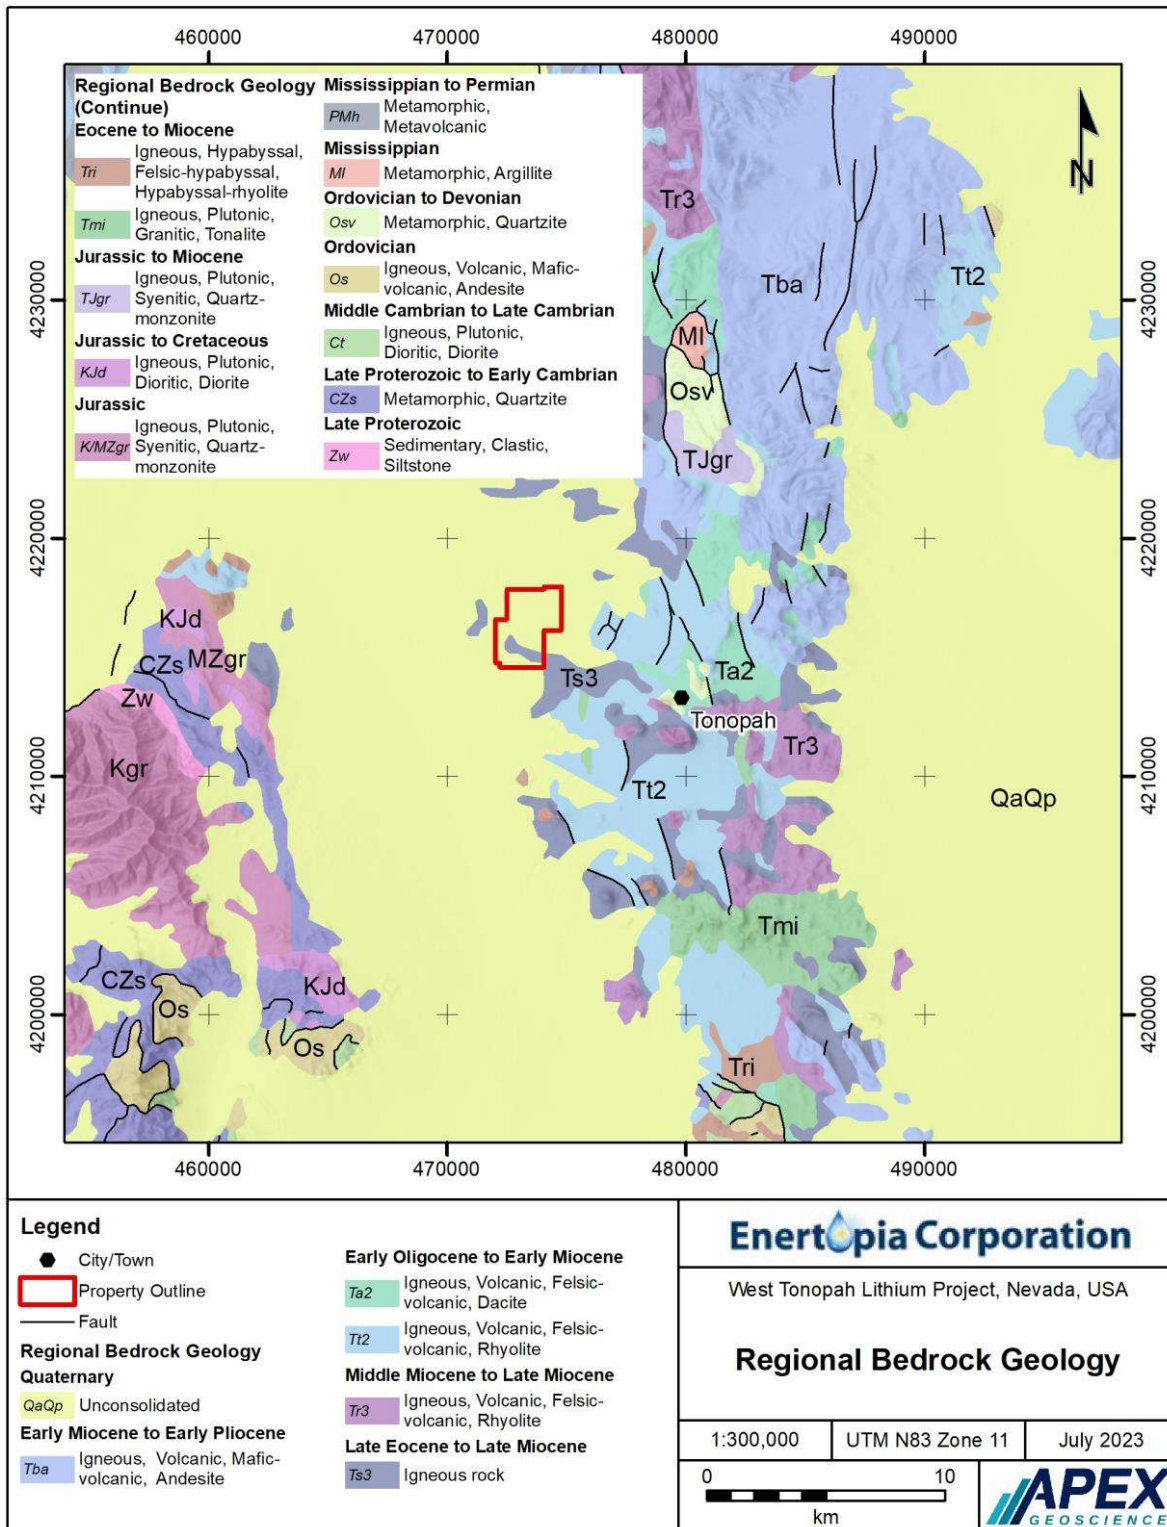 460000
470000
480000
490000
Regional Bedrock Geology
(Continue)
Eocene to Miocene
Tri
Igneous, Hypabyssal,
Felsic-hypabyssal,
Hypabyssal-rhyolite
Tmi
Igneous, Plutonic,
Granitic, Tonalite
Jurassic to Miocene
TJgr
Igneous, Plutonic,
Syenitic, Quartz-
monzonite
Jurassic to Cretaceous
KJd
Igneous, Plutonic,
Dioritic, Diorite
Jurassic
K/MZgr
Igneous, Plutonic,
Syenitic, Quartz-
monzonite
Mississippian to Permian
PMh
Metamorphic,
Metavolcanic
Mississippian
MI
Metamorphic, Argillite
Ordovician to Devonian
Osv
Metamorphic, Quartzite
Ordovician
Os
Igneous, Volcanic, Mafic-
volcanic, Andesite
Middle Cambrian to Late Cambrian
Ct
Igneous, Plutonic,
Dioritic, Diorite
Late Proterozoic to Early Cambrian
CZs
Metamorphic, Quartzite
Late Proterozoic
Zw
Sedimentary, Clastic,
Siltstone
N
Tr3
Tba
Tt2
4230000
4230000
MI
Osv
TJgr
4220000
4220000
KJd
CZs
MZgr
Zw
Ts3
Ta2
Tonopah
Kgr
Tr3
Tt2
QaQp
4210000
4210000
Tmi
CZs
Os
KJd
Os
4200000
4200000
Tri
460000
470000
480000
490000
Legend
City/Town
Property Outline
Fault
Regional Bedrock Geology
Quaternary
QaQp
Unconsolidated
Early Miocene to Early Pliocene
Tba
Igneous, Volcanic, Mafic-
volcanic, Andesite
Early Oligocene to Early Miocene
Ta2
Igneous, Volcanic, Felsic-
volcanic, Dacite
Tt2
Igneous, Volcanic, Felsic-
volcanic, Rhyolite
Middle Miocene to Late Miocene
Tr3
Igneous, Volcanic, Felsic-
volcanic, Rhyolite
Late Eocene to Late Miocene
Ts3
Igneous rock
Enertopia Corporation
West Tonopah Lithium Project, Nevada, USA
Regional Bedrock Geology
1:300,000
UTM N83 Zone 11
July 2023
0
10
km
APEX
GEOSCIENCE